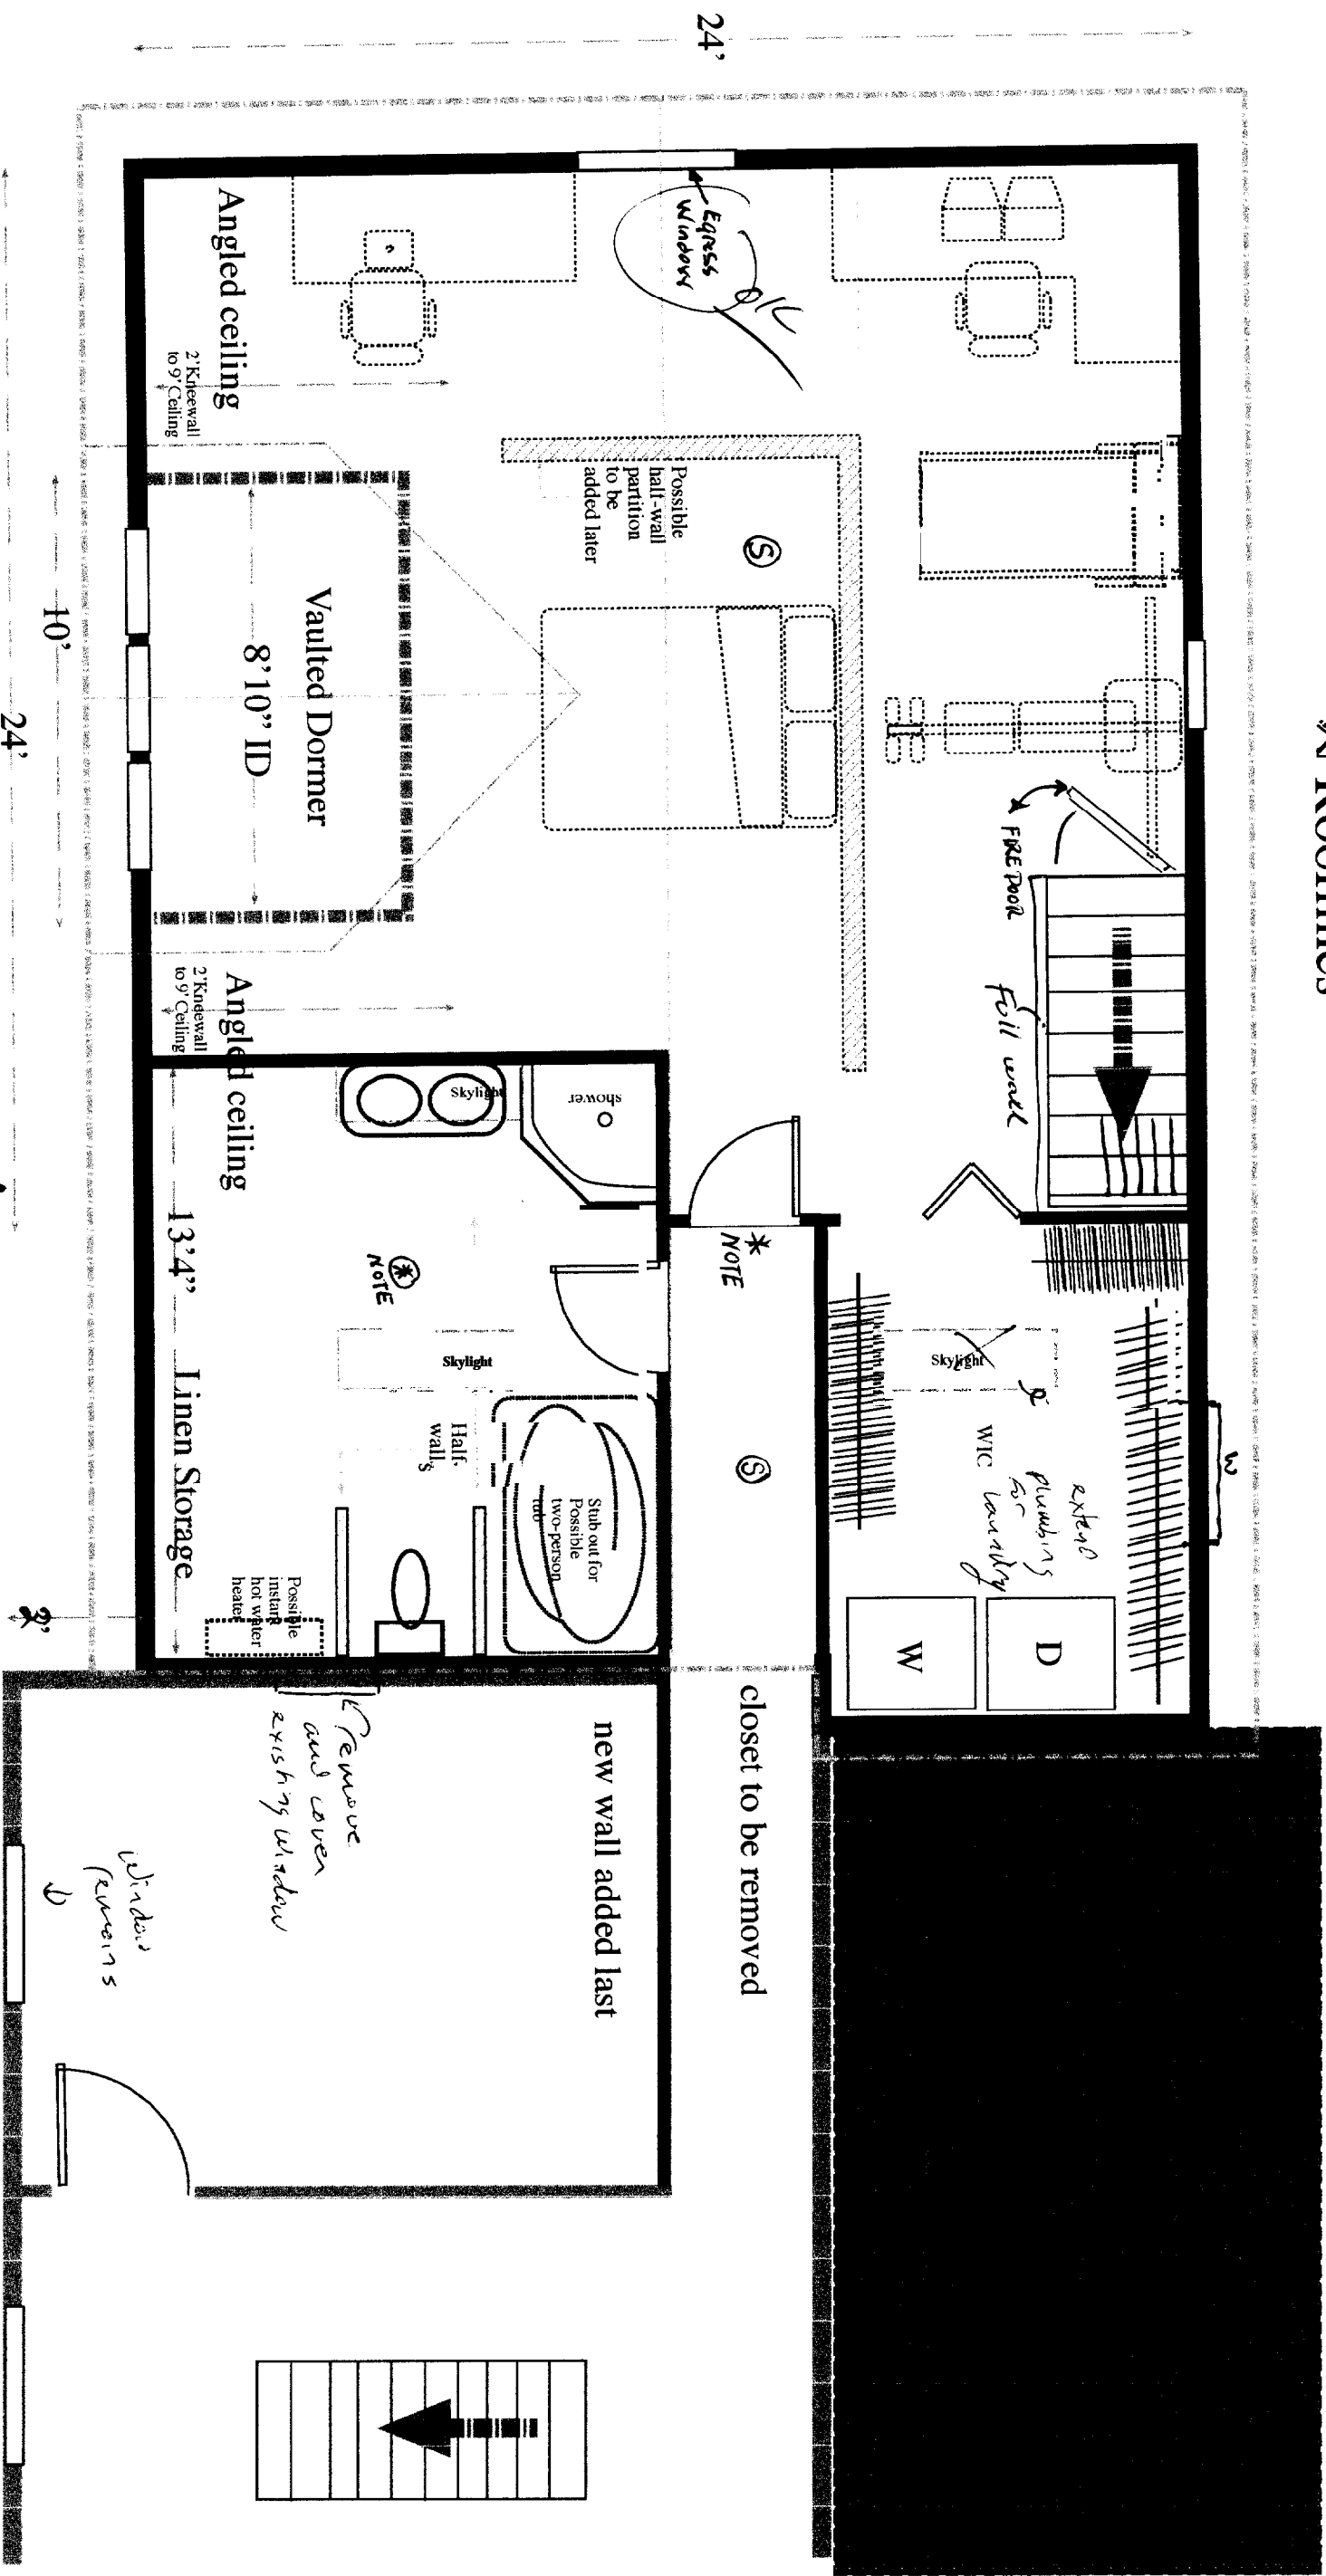 N Rooflines
24'
Egress
Window
OK
Angled ceiling
2'Kneewall
to 9'Ceiling
Possible
half-wall
partition
to be
added later
S
FIRE DOOR
Full wall
Vaulted Dormer
8'10" ID
10'
24'
Angled ceiling
2'Kneewall
to 9'Ceiling
shower
Skylight
* NOTE
* NOTE
Skylight
Skylight
W
WIC
extend
plumbing
for
laundry
S
13'4"
Linen Storage
Half-
walls
Stub out for
Possible
two-person
tub
Possible
instant
hot water
heater
D
W
2'
closet to be removed
new wall added last
remove
and cover
existing window
Window
remains